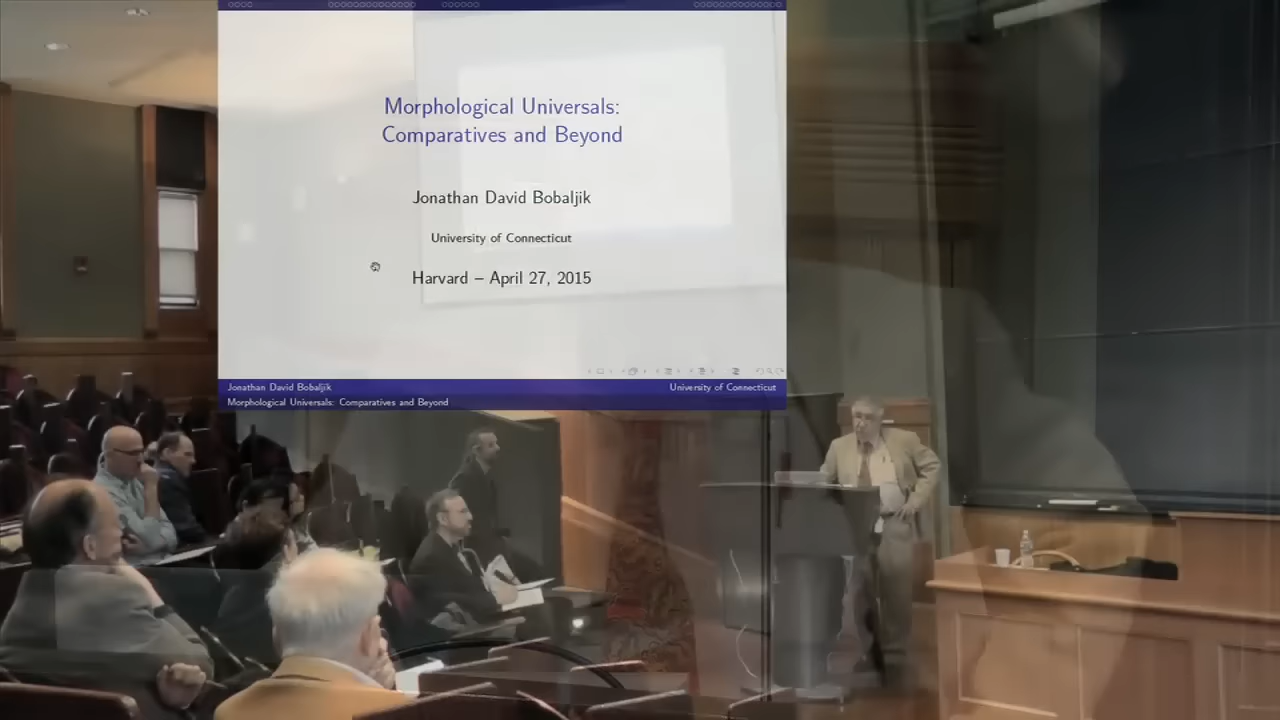 Morphological Universals:
Comparatives and Beyond
Jonathan David Bobaljik
University of Connecticut
Harvard – April 27, 2015
Jonathan David Bobaljik
University of Connecticut
Morphological Universals: Comparatives and Beyond